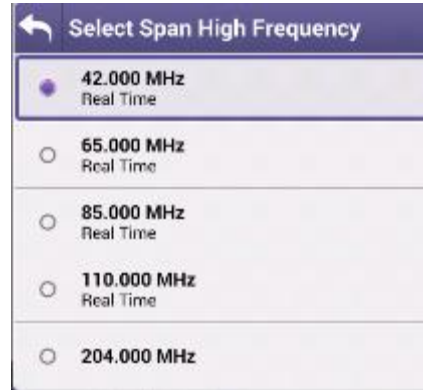 Select Span High Frequency
42.000 MHz
Real Time
65.000 MHz
Real Time
85.000 MHz
Real Time
110.000 MHz
Real Time
204.000 MHz